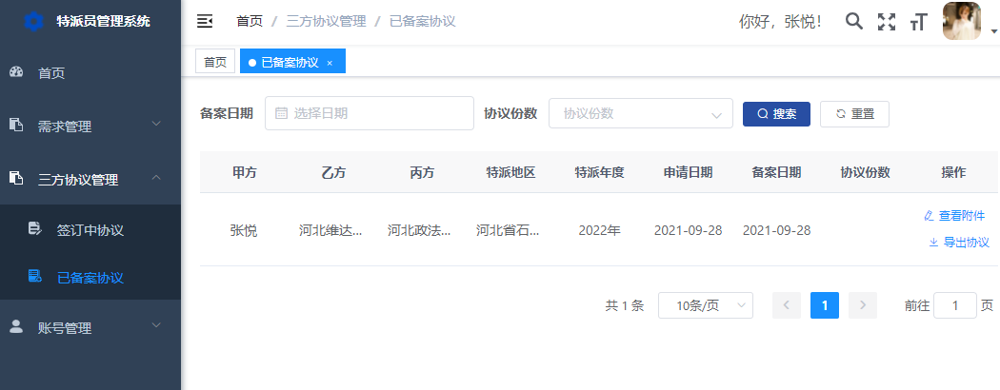 特派员管理系统
首页 / 三方协议管理 / 已备案协议
你好，张悦！
首页
已备案协议 ×
首页
需求管理
三方协议管理
签订中协议
已备案协议
账号管理
备案日期 选择日期 协议份数 协议份数 搜索 重置
甲方 乙方 丙方 特派地区 特派年度 申请日期 备案日期 协议份数 操作
张悦 河北维达... 河北政法... 河北省石... 2022年 2021-09-28 2021-09-28 查看附件
导出协议
共 1 条 10条/页 1 前往 1 页